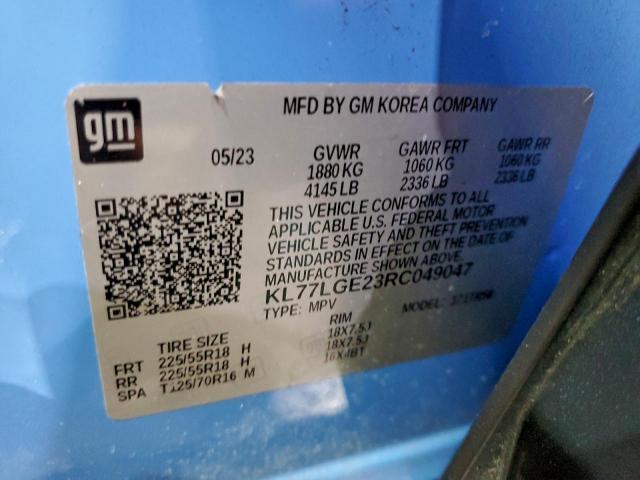 gm
MFD BY GM KOREA COMPANY
05/23
GVWR
1880 KG
4145 LB
GAWR FRT
1060 KG
2336 LB
GAWR RR
1060 KG
2336 LB
THIS VEHICLE CONFORMS TO ALL
APPLICABLE U.S. FEDERAL MOTOR
VEHICLE SAFETY AND THEFT PREVENTION
STANDARDS IN EFFECT ON THE DATE OF
MANUFACTURE SHOWN ABOVE.
KL77LGE23RC049047
TYPE: MPV
MODEL:
TIRE SIZE
RIM
FRT 225/55R18 H 18X7.5J
RR 225/55R18 H 18X7.5J
SPA T125/70R16 M 16X4BT